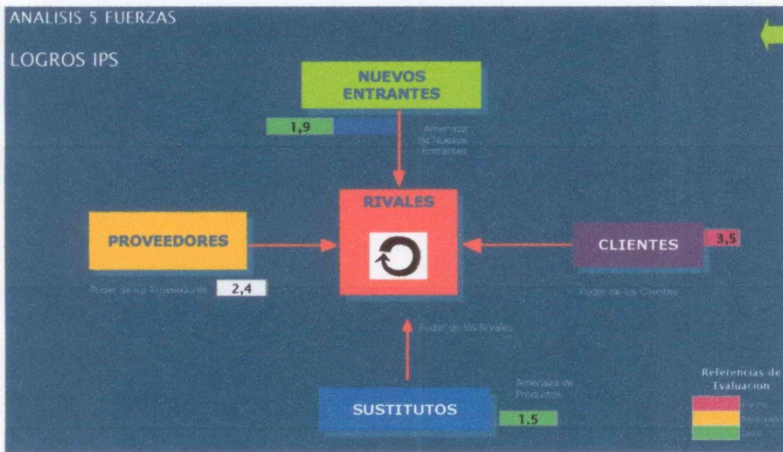 ANALISIS 5 FUERZAS
LOGROS IPS
NUEVOS
ENTRANTES
1,9
Amenaza
de Nuevos
Entrantes
RIVALES
PROVEEDORES
CLIENTES
3,5
Poder de los Proveedores
2,4
Poder de los Clientes
Poder de los Rivales
Amenaza de
Productos
SUSTITUTOS
1.5
Referencias de
Evaluacion